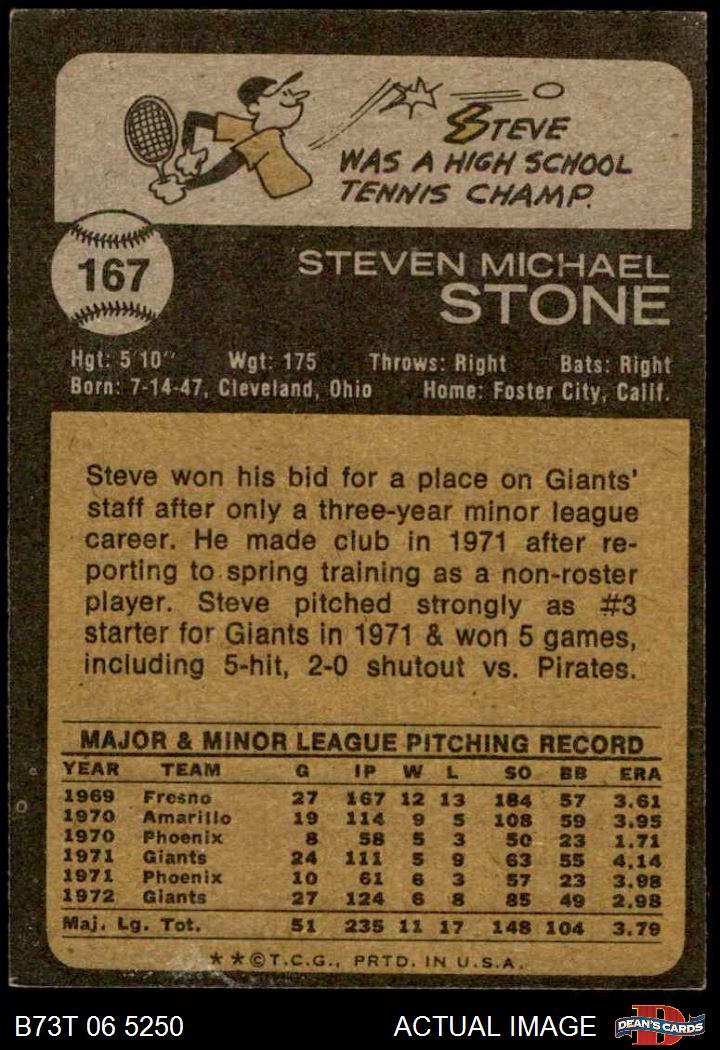 STEVE
WAS A HIGH SCHOOL
TENNIS CHAMP.
167
STEVEN MICHAEL
STONE
Hgt: 5'10" Wgt: 175 Throws: Right Bats: Right
Born: 7-14-47, Cleveland, Ohio Home: Foster City, Calif.
Steve won his bid for a place on Giants'
staff after only a three-year minor league
career. He made club in 1971 after re-
porting to spring training as a non-roster
player. Steve pitched strongly as #3
starter for Giants in 1971 & won 5 games,
including 5-hit, 2-0 shutout vs. Pirates.
MAJOR & MINOR LEAGUE PITCHING RECORD
YEAR TEAM G IP W L SO BB ERA
1969 Fresno 27 167 12 13 184 57 3.61
1970 Amarillo 19 114 9 5 108 59 3.95
1970 Phoenix 8 58 5 3 50 23 1.71
1971 Giants 24 111 5 9 63 55 4.14
1971 Phoenix 10 61 6 3 57 23 3.98
1972 Giants 27 124 6 8 85 49 2.98
Maj. Lg. Tot. 51 235 11 17 148 104 3.79
**©T.C.G., PRTD. IN U.S.A.
B73T 06 5250 ACTUAL IMAGE D DEAN'S CARDS